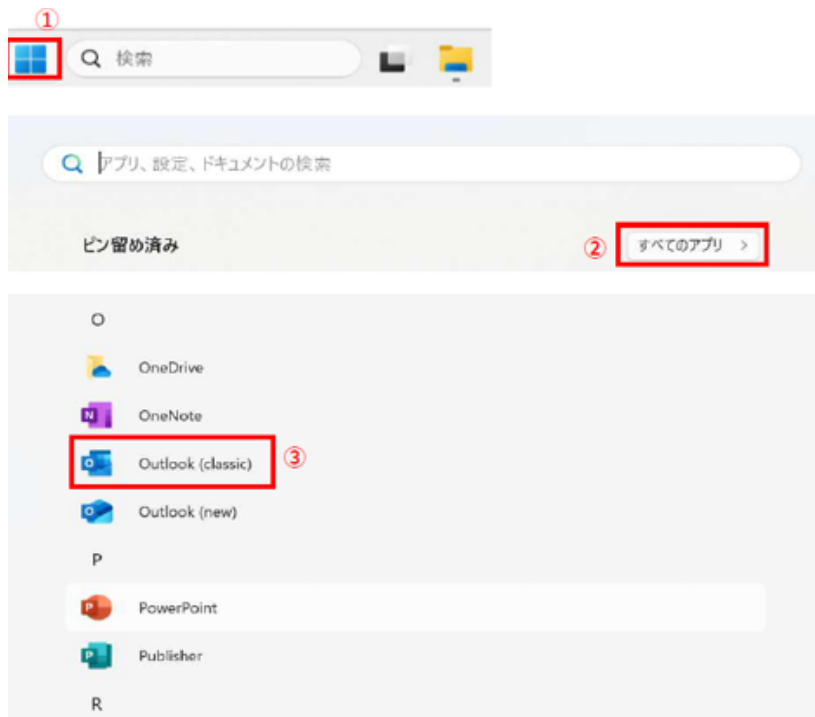 ①
検索
アプリ、設定、ドキュメントの検索
ピン留め済み
② すべてのアプリ >
O
OneDrive
OneNote
Outlook (classic) ③
Outlook (new)
P
PowerPoint
Publisher
R